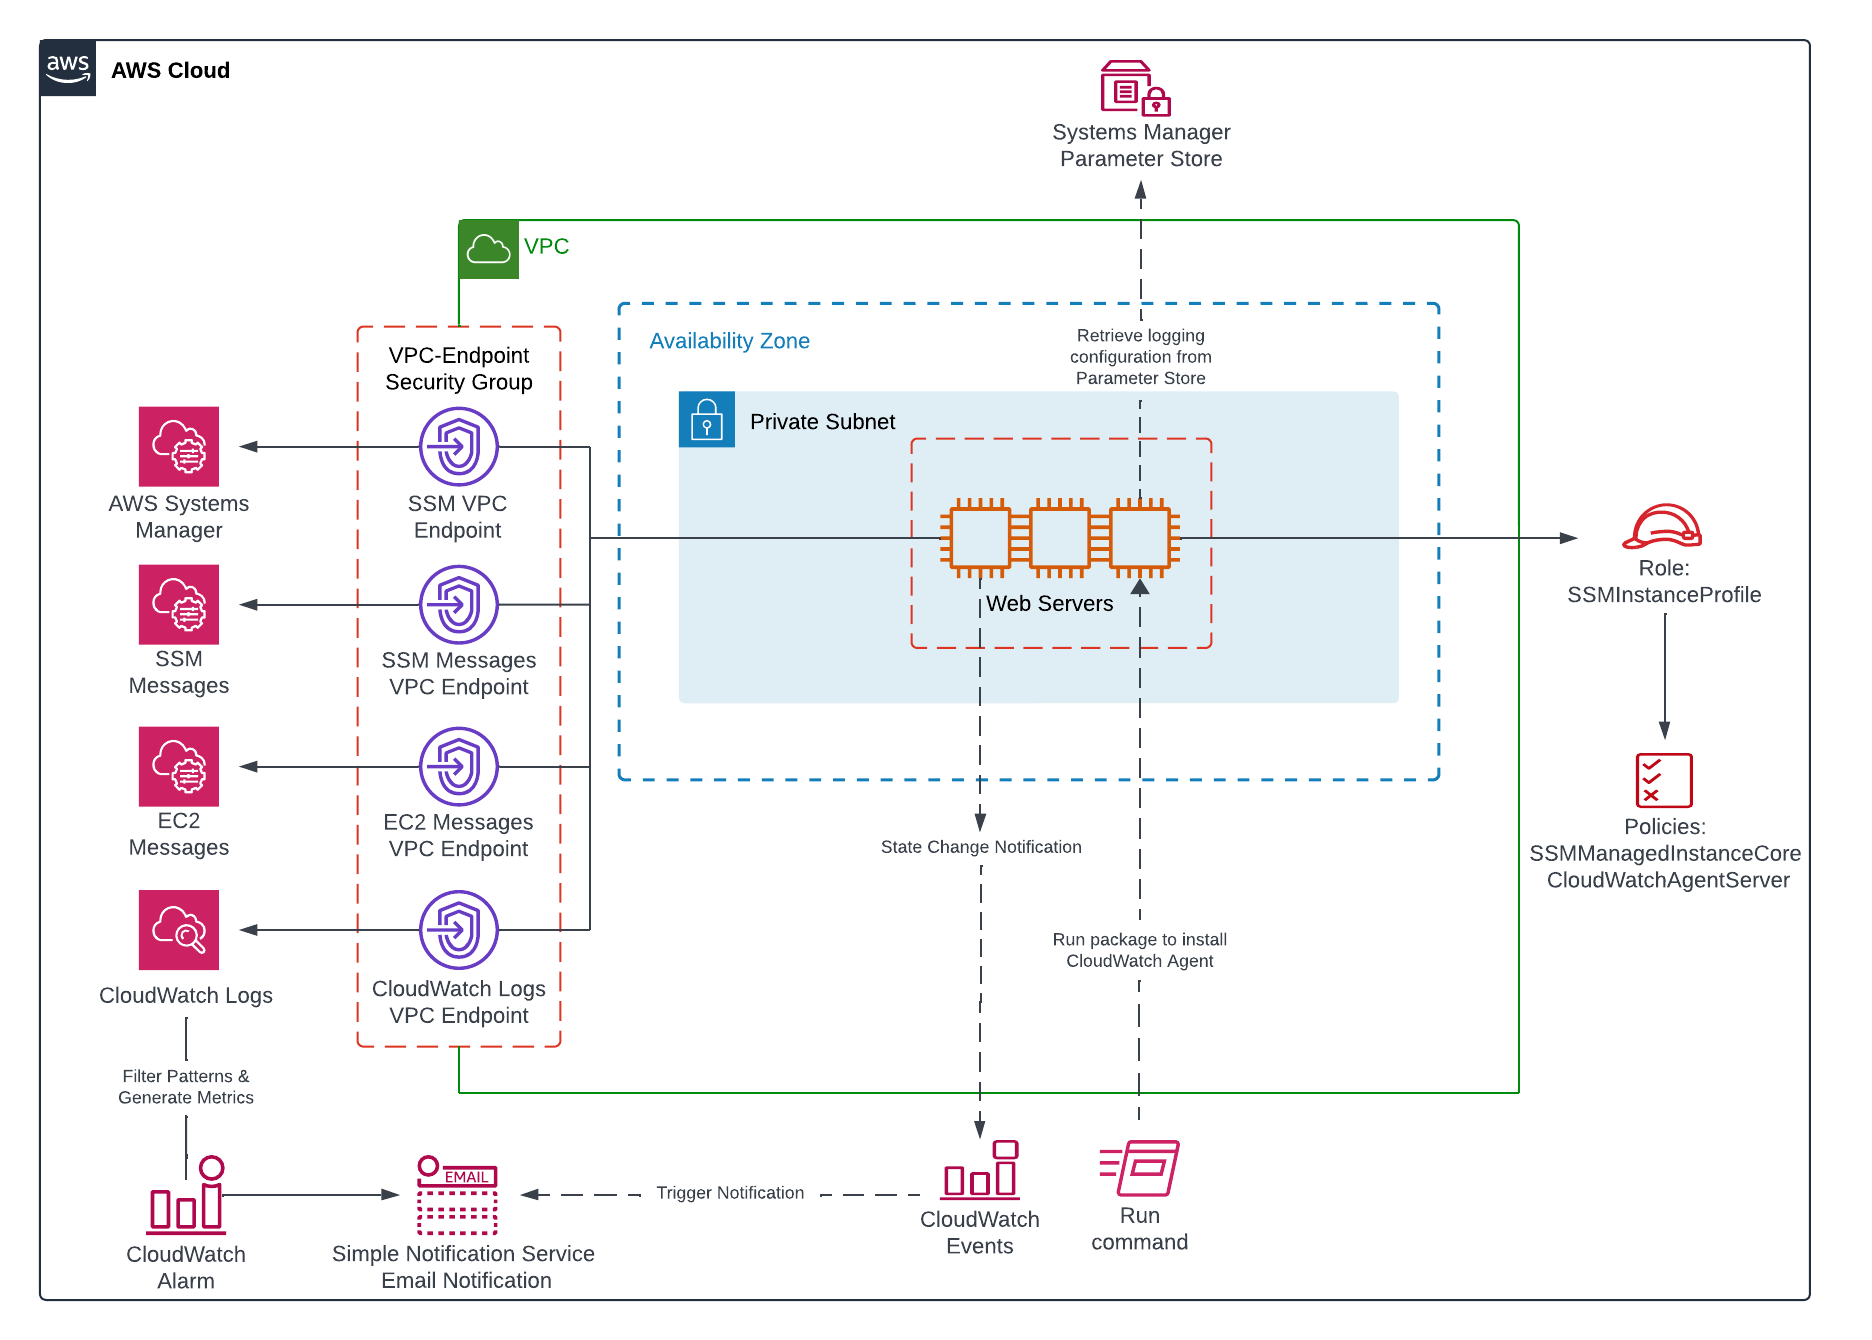 aws
AWS Cloud
Systems Manager
Parameter Store
VPC
Availability Zone
Retrieve logging
configuration from
Parameter Store
VPC-Endpoint
Security Group
Private Subnet
AWS Systems
Manager
SSM VPC
Endpoint
Web Servers
Role:
SSMInstanceProfile
SSM
Messages
SSM Messages
VPC Endpoint
EC2
Messages
EC2 Messages
VPC Endpoint
State Change Notification
Policies:
SSMManagedInstanceCore
CloudWatchAgentServer
Run package to install
CloudWatch Agent
CloudWatch Logs
CloudWatch Logs
VPC Endpoint
Filter Patterns &
Generate Metrics
EMAIL
Trigger Notification
CloudWatch
Alarm
Simple Notification Service
Email Notification
CloudWatch
Events
Run
command